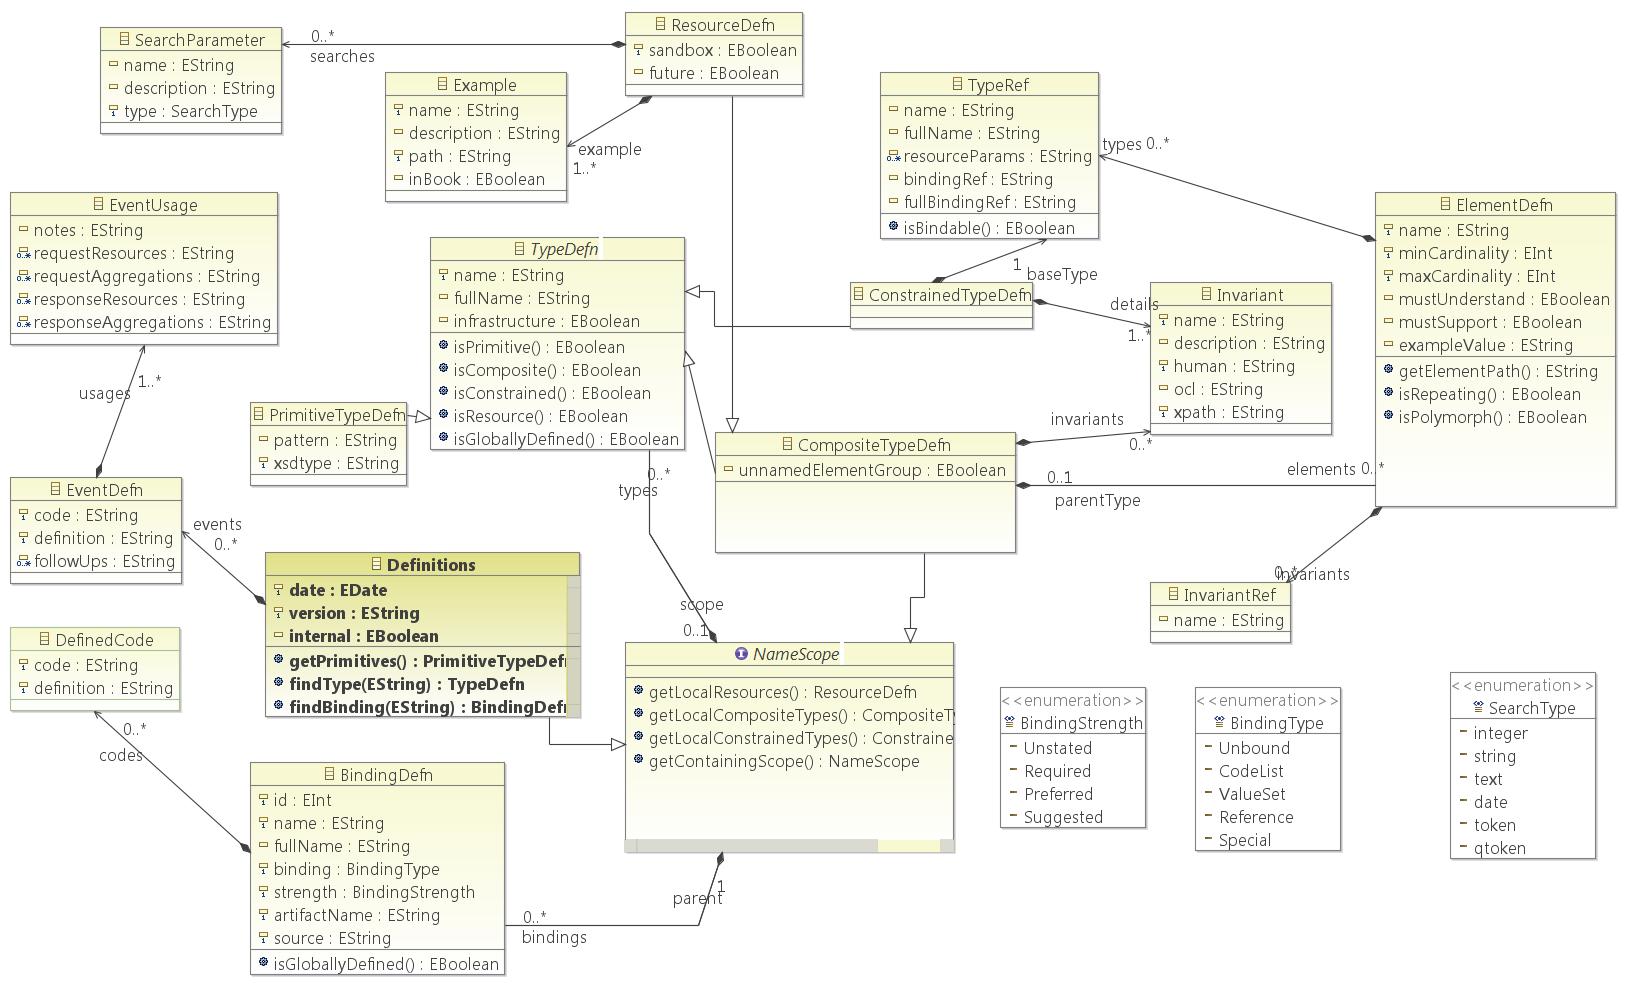 ResourceDefn
sandbox : EBoolean
future : EBoolean
SearchParameter
name : EString
description : EString
type : SearchType
0..*
searches
Example
name : EString
description : EString
path : EString
inBook : EBoolean
example
1..*
TypeRef
name : EString
fullName : EString
resourceParams : EString
bindingRef : EString
fullBindingRef : EString
isBindable() : EBoolean
types 0..*
ElementDefn
name : EString
minCardinality : EInt
maxCardinality : EInt
mustUnderstand : EBoolean
mustSupport : EBoolean
exampleValue : EString
getElementPath() : EString
isRepeating() : EBoolean
isPolymorph() : EBoolean
EventUsage
notes : EString
requestResources : EString
requestAggregations : EString
responseResources : EString
responseAggregations : EString
TypeDefn
name : EString
fullName : EString
infrastructure : EBoolean
isPrimitive() : EBoolean
isComposite() : EBoolean
isConstrained() : EBoolean
isResource() : EBoolean
isGloballyDefined() : EBoolean
1
baseType
ConstrainedTypeDefn
details
1..*
Invariant
name : EString
description : EString
human : EString
ocl : EString
xpath : EString
usages
1..*
PrimitiveTypeDefn
pattern : EString
xsdtype : EString
CompositeTypeDefn
unnamedElementGroup : EBoolean
invariants
0..*
0..1
parentType
elements 0..*
0..*
types
EventDefn
code : EString
definition : EString
followUps : EString
events
0..*
Definitions
date : EDate
version : EString
internal : EBoolean
getPrimitives() : PrimitiveTypeDefn
findType(EString) : TypeDefn
findBinding(EString) : BindingDefn
0..*
invariants
InvariantRef
name : EString
scope
0..1
DefinedCode
code : EString
definition : EString
NameScope
getLocalResources() : ResourceDefn
getLocalCompositeTypes() : CompositeTy
getLocalConstrainedTypes() : Constraine
getContainingScope() : NameScope
0..*
codes
BindingDefn
id : EInt
name : EString
fullName : EString
binding : BindingType
strength : BindingStrength
artifactName : EString
source : EString
isGloballyDefined() : EBoolean
1
parent
0..*
bindings
<<enumeration>>
BindingStrength
Unstated
Required
Preferred
Suggested
<<enumeration>>
BindingType
Unbound
CodeList
ValueSet
Reference
Special
<<enumeration>>
SearchType
integer
string
text
date
token
qtoken